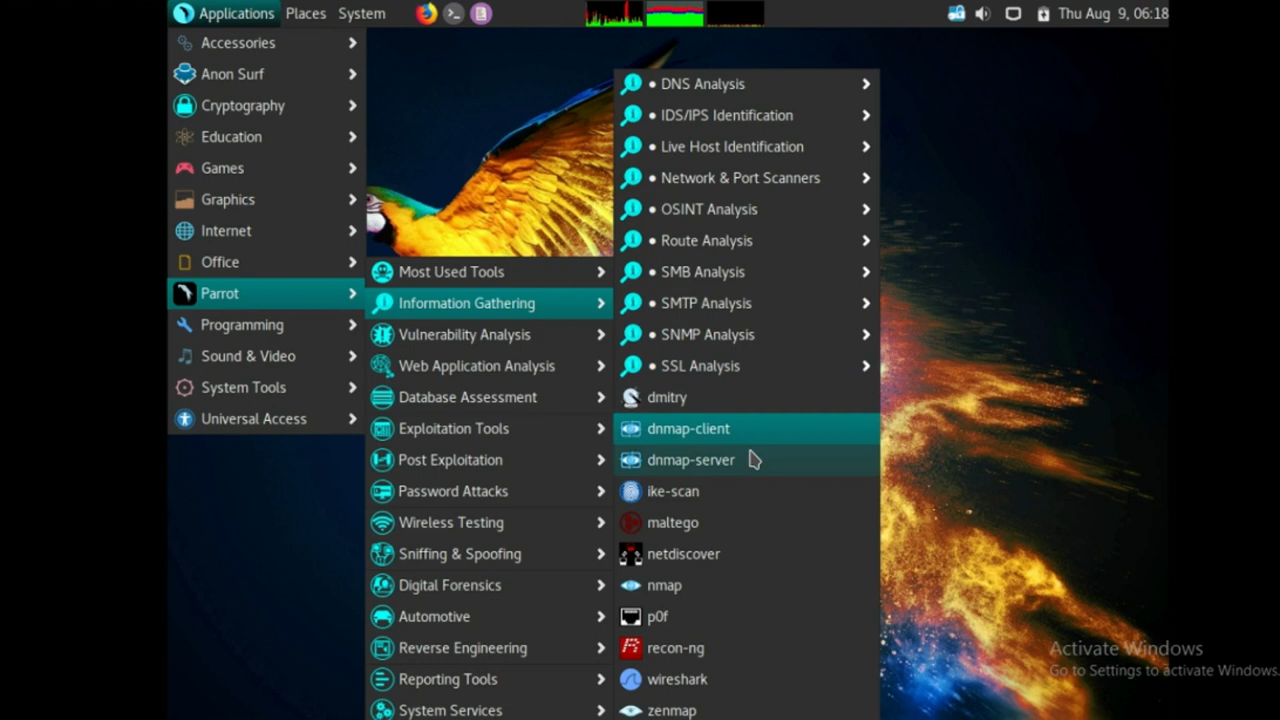 Applications Places System Thu Aug 9, 06:18
Accessories
Anon Surf
Cryptography
Education
Games
Graphics
Internet
Office
Parrot
Programming
Sound & Video
System Tools
Universal Access
Most Used Tools
Information Gathering
Vulnerability Analysis
Web Application Analysis
Database Assessment
Exploitation Tools
Post Exploitation
Password Attacks
Wireless Testing
Sniffing & Spoofing
Digital Forensics
Automotive
Reverse Engineering
Reporting Tools
System Services
• DNS Analysis
• IDS/IPS Identification
• Live Host Identification
• Network & Port Scanners
• OSINT Analysis
• Route Analysis
• SMB Analysis
• SMTP Analysis
• SNMP Analysis
• SSL Analysis
dmitry
dnmap-client
dnmap-server
ike-scan
maltego
netdiscover
nmap
p0f
recon-ng
wireshark
zenmap
Activate Windows
Go to Settings to activate Windows.